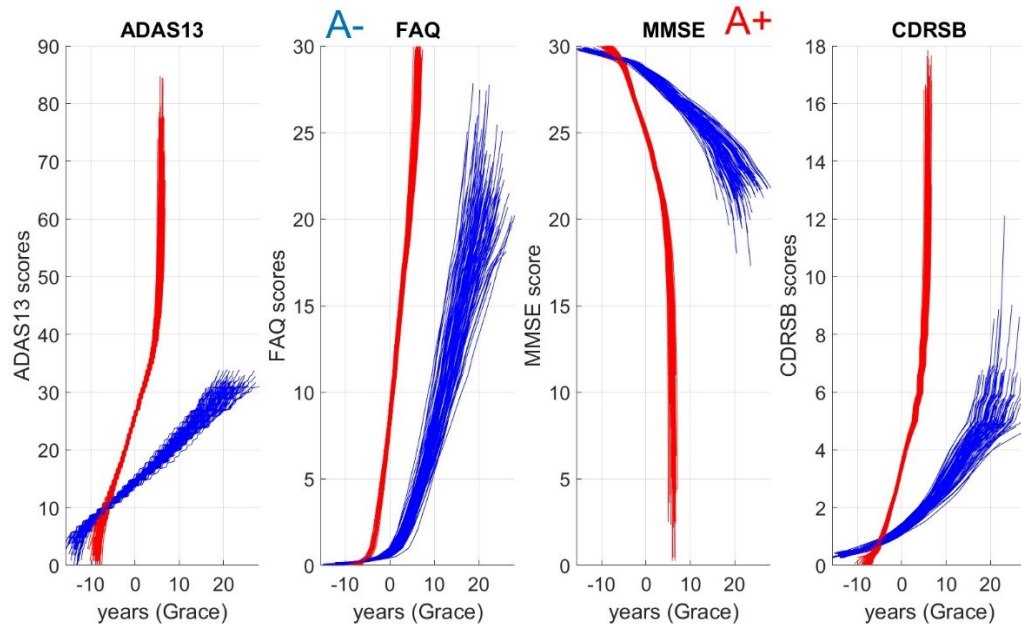 A-
A+
ADAS13
FAQ
MMSE
CDRSB
ADAS13 scores
90
80
70
60
50
40
30
20
10
0
-10 0 10 20
years (Grace)
FAQ scores
30
25
20
15
10
5
0
-10 0 10 20
years (Grace)
MMSE score
30
25
20
15
10
5
0
-10 0 10 20
years (Grace)
CDRSB scores
18
16
14
12
10
8
6
4
2
0
-10 0 10 20
years (Grace)